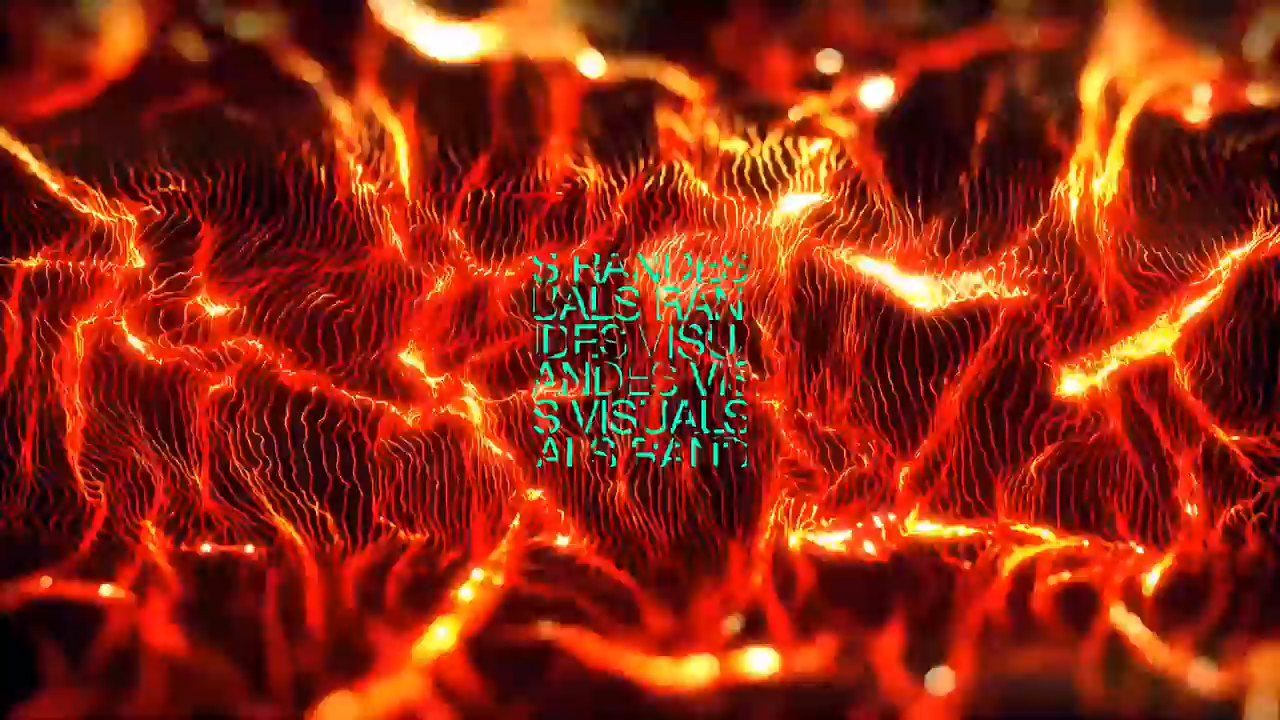 S RANDES
UALS RAN
IDES VISU
ANDES VIS
S VISUALS
ALS RAND